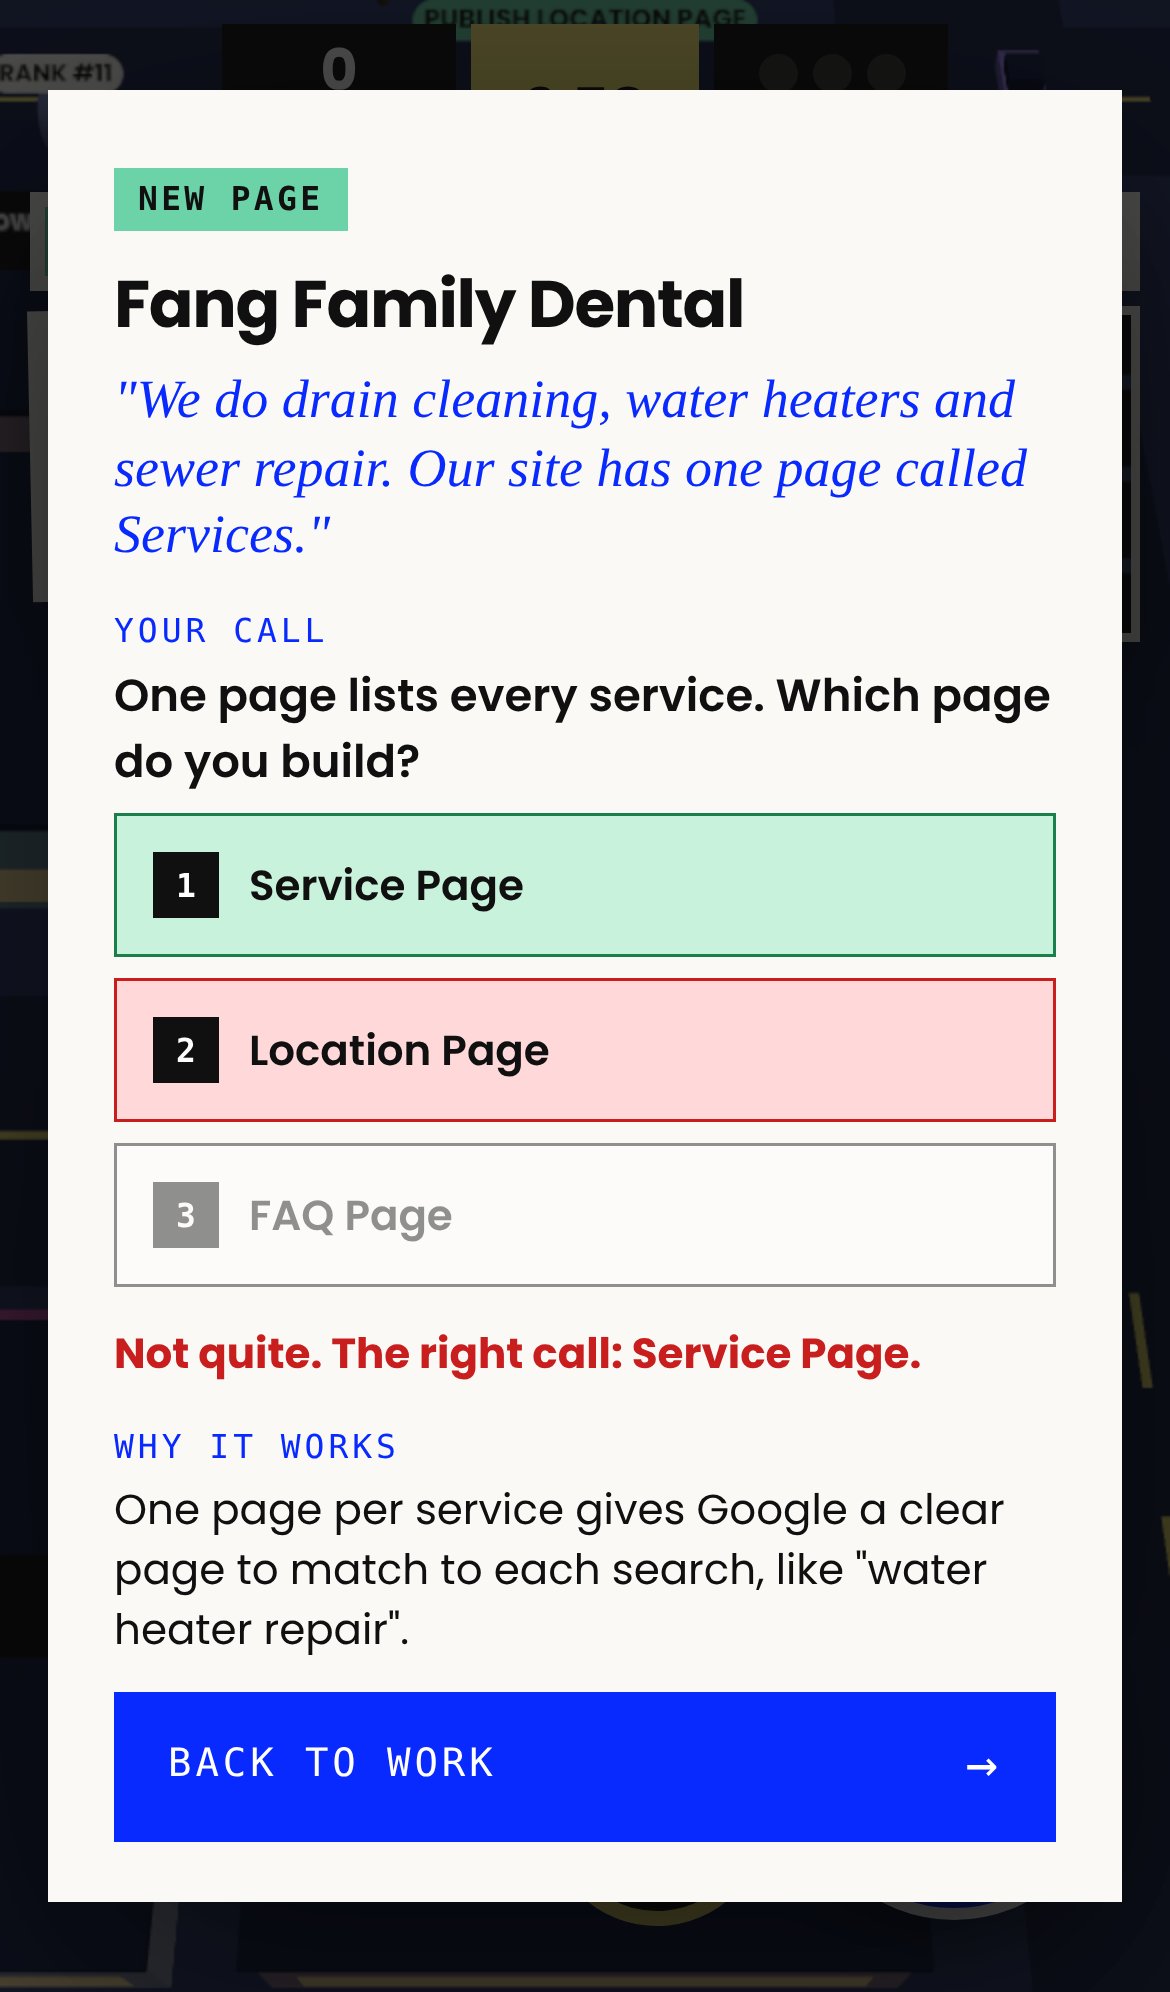 PUBLISH LOCATION PAGE
RANK #11
0
NEW PAGE
Fang Family Dental
"We do drain cleaning, water heaters and
sewer repair. Our site has one page called
Services."
YOUR CALL
One page lists every service. Which page
do you build?
1 Service Page
2 Location Page
3 FAQ Page
Not quite. The right call: Service Page.
WHY IT WORKS
One page per service gives Google a clear
page to match to each search, like "water
heater repair".
BACK TO WORK →